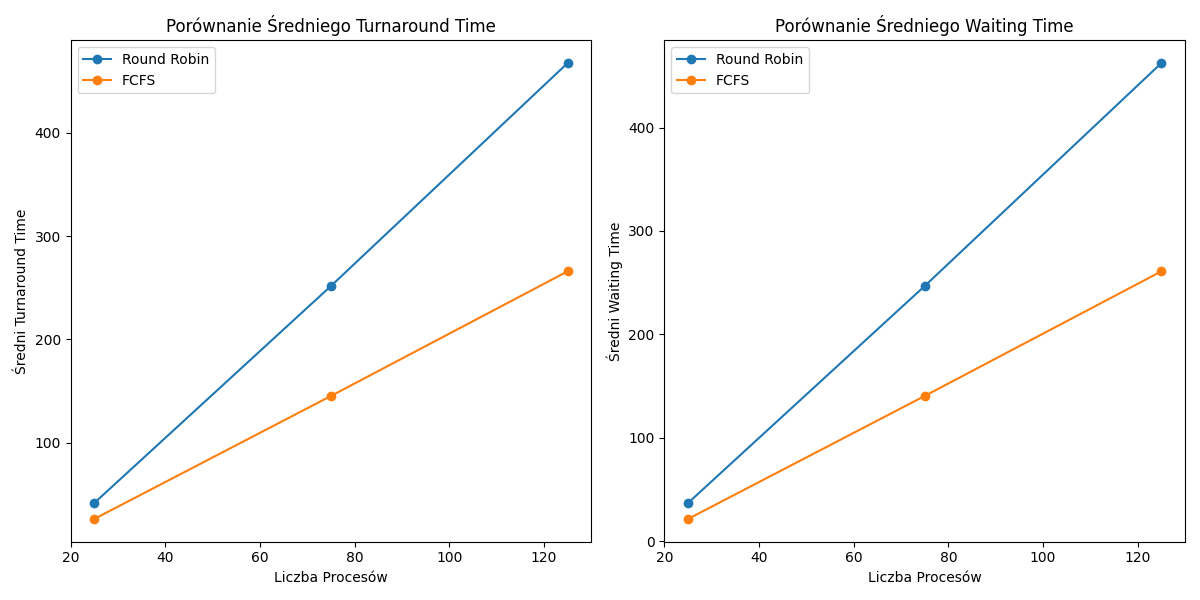 Porównanie Średniego Turnaround Time
Round Robin
FCFS
Średni Turnaround Time
400
300
200
100
20 40 60 80 100 120
Liczba Procesów
Porównanie Średniego Waiting Time
Round Robin
FCFS
Średni Waiting Time
400
300
200
100
0
20 40 60 80 100 120
Liczba Procesów